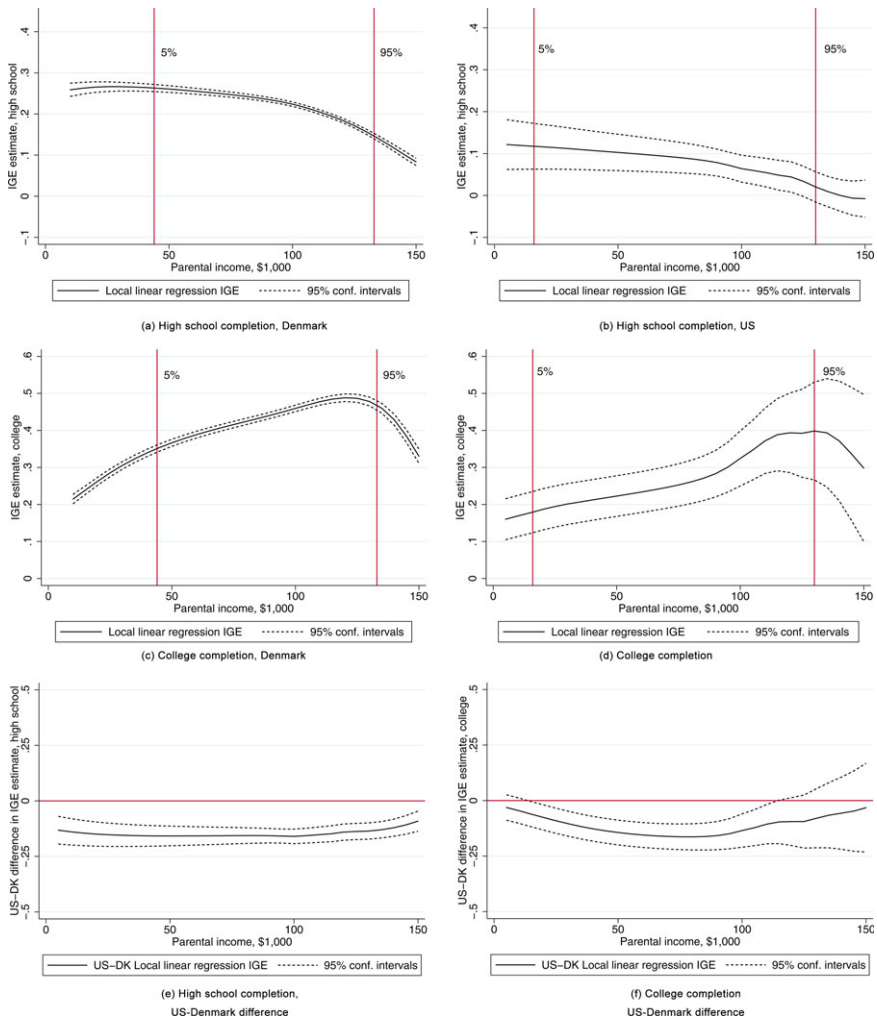 IGE estimate, high school
-.1 0 .1 .2 .3 .4
5%
95%
0 50 100 150
Parental income, $1,000
Local linear regression IGE 95% conf. intervals
(a) High school completion, Denmark
IGE estimate, high school
-.1 0 .1 .2 .3 .4
5%
95%
0 50 100 150
Parental income, $1,000
Local linear regression IGE 95% conf. intervals
(b) High school completion, US
IGE estimate, college
0 .1 .2 .3 .4 .5 .6
5%
95%
0 50 100 150
Parental income, $1,000
Local linear regression IGE 95% conf. intervals
(c) College completion, Denmark
IGE estimate, college
0 .1 .2 .3 .4 .5 .6
5%
95%
0 50 100 150
Parental income, $1,000
Local linear regression IGE 95% conf. intervals
(d) College completion
US–DK difference in IGE estimate, high school
-.5 -.25 0 .25 .5
0 50 100 150
Parental income, $1,000
US–DK Local linear regression IGE 95% conf. intervals
(e) High school completion,
US-Denmark difference
US–DK difference in IGE estimate, college
-.5 -.25 0 .25 .5
0 50 100 150
Parental income, $1,000
US–DK Local linear regression IGE 95% conf. intervals
(f) College completion
US-Denmark difference